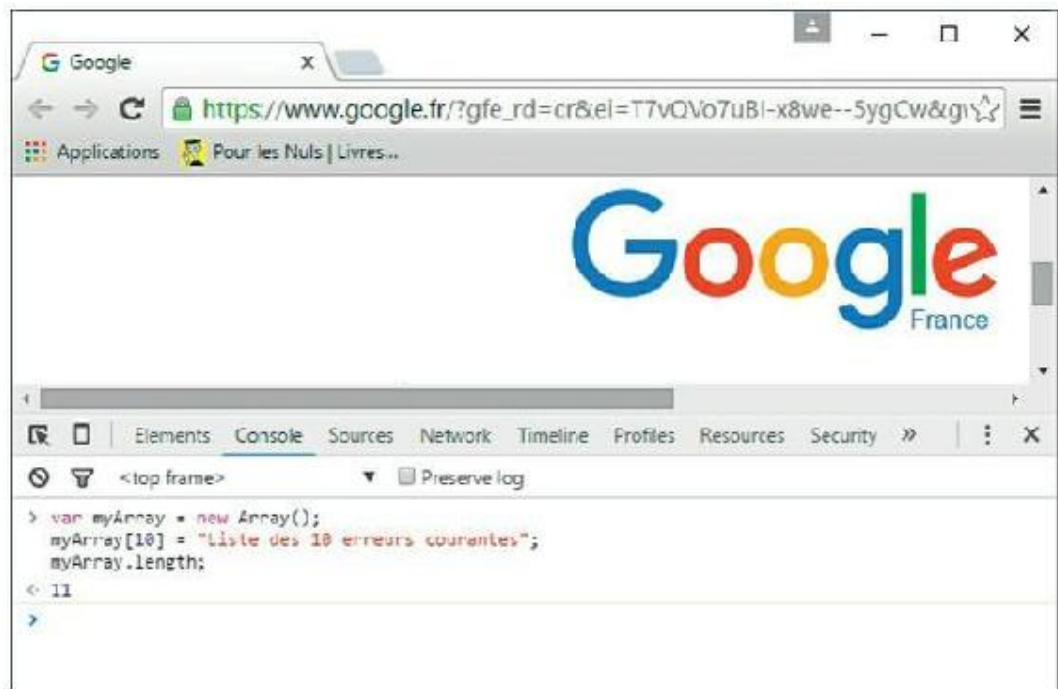 Google x
https://www.google.fr/?gfe_rd=cr&ei=T7vQVo7uBI-x8we--5ygCw&gw
Applications Pour les Nuls | Livres...
Google
France
Elements Console Sources Network Timeline Profiles Resources Security »
<top frame> Preserve log
> var myArray = new Array();
myArray[10] = "Liste des 10 erreurs courantes";
myArray.length;
11
>